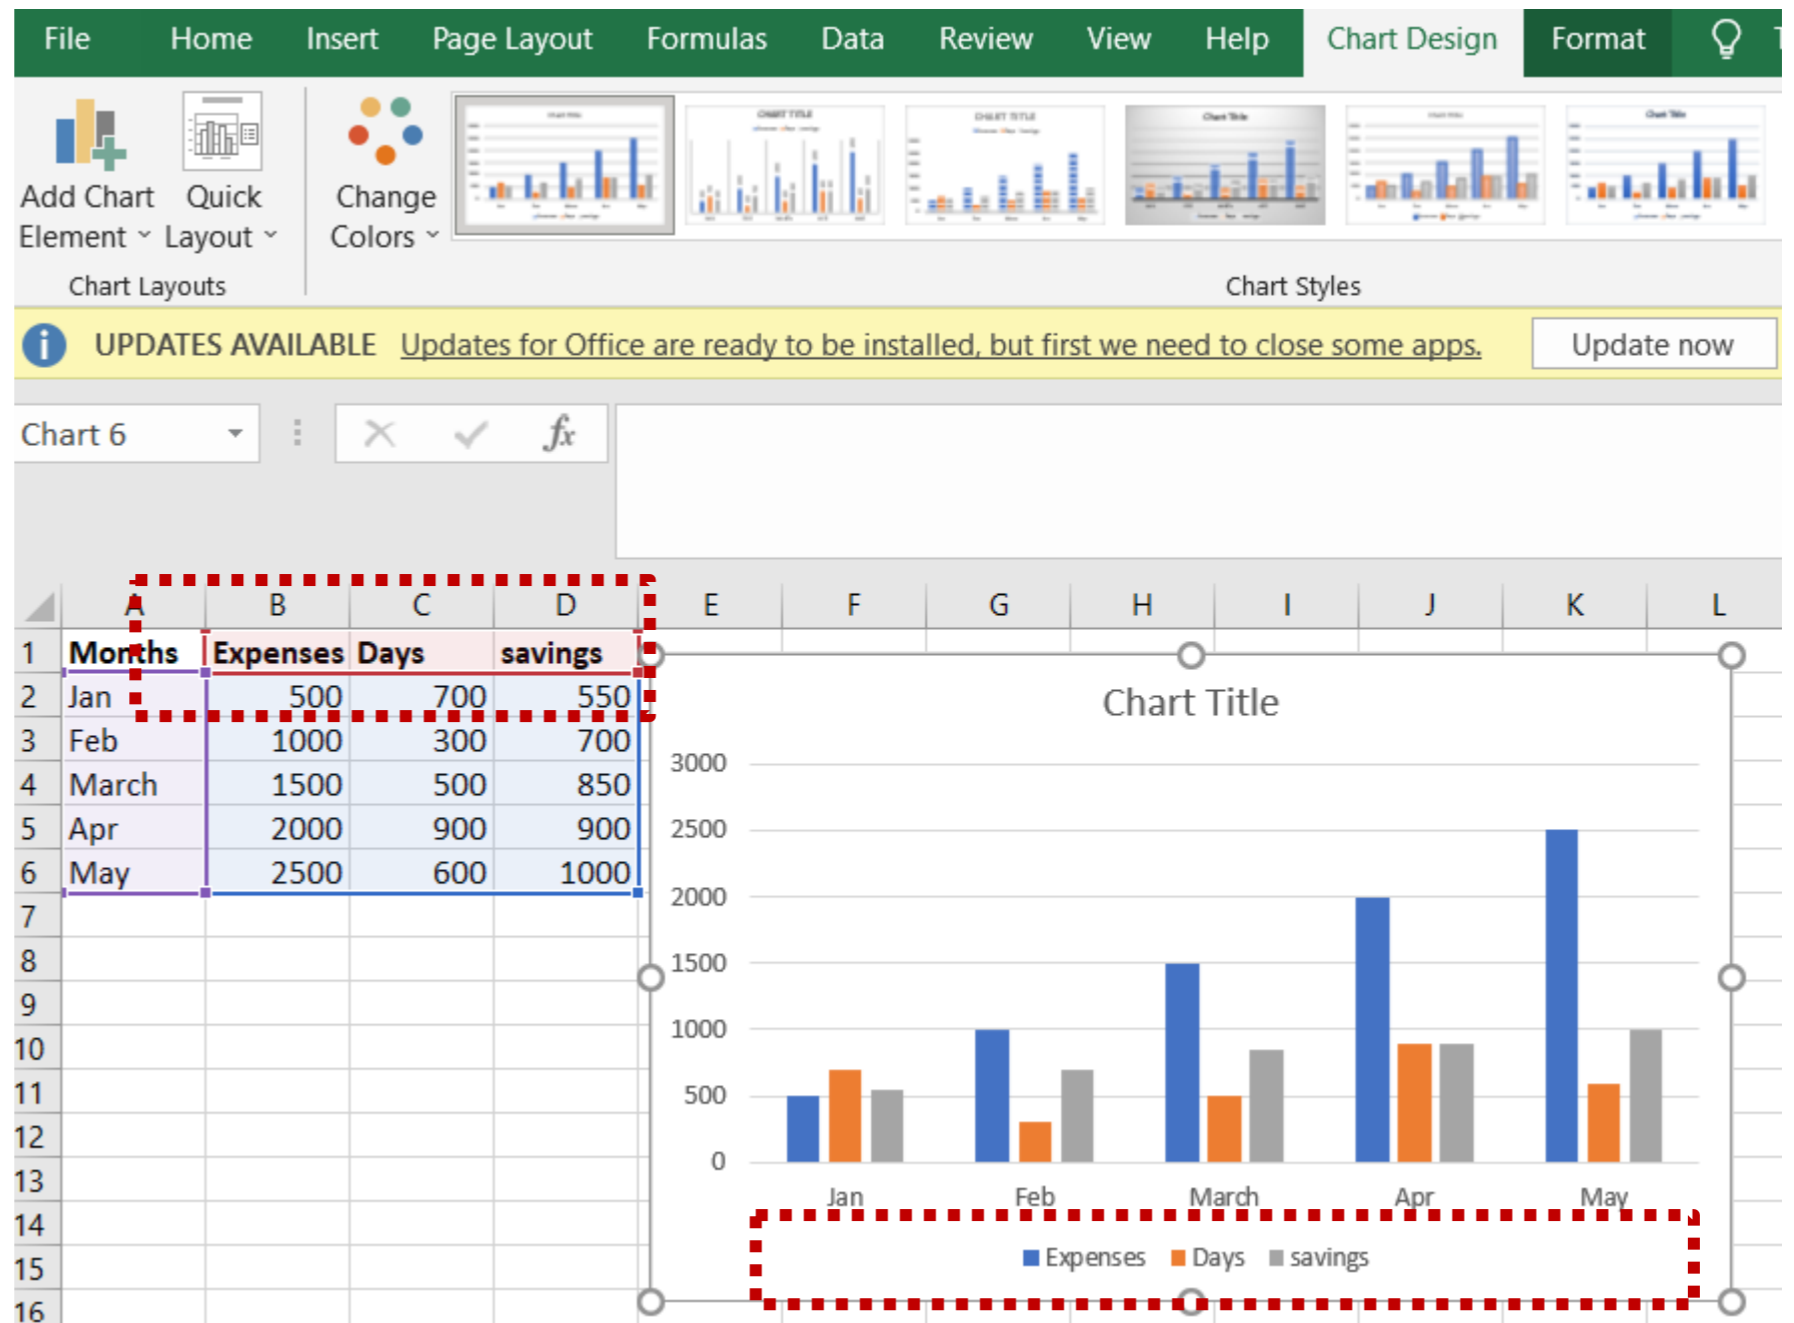 File Home Insert Page Layout Formulas Data Review View Help Chart Design Format
Add Chart Element Quick Layout Change Colors
Chart Layouts Chart Styles
UPDATES AVAILABLE Updates for Office are ready to be installed, but first we need to close some apps. Update now
Chart 6 fx
A B C D E F G H I J K L
1 Months Expenses Days savings
2 Jan 500 700 550
3 Feb 1000 300 700
4 March 1500 500 850
5 Apr 2000 900 900
6 May 2500 600 1000
7
8
9
10
11
12
13
14
15
16
Chart Title
3000
2500
2000
1500
1000
500
0
Jan Feb March Apr May
Expenses Days savings